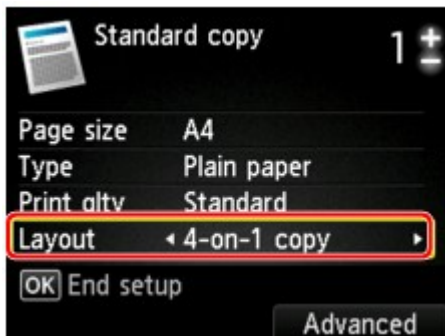 Standard copy
1
Page size A4
Type Plain paper
Print qlty Standard
Layout 4-on-1 copy
OK End setup
Advanced